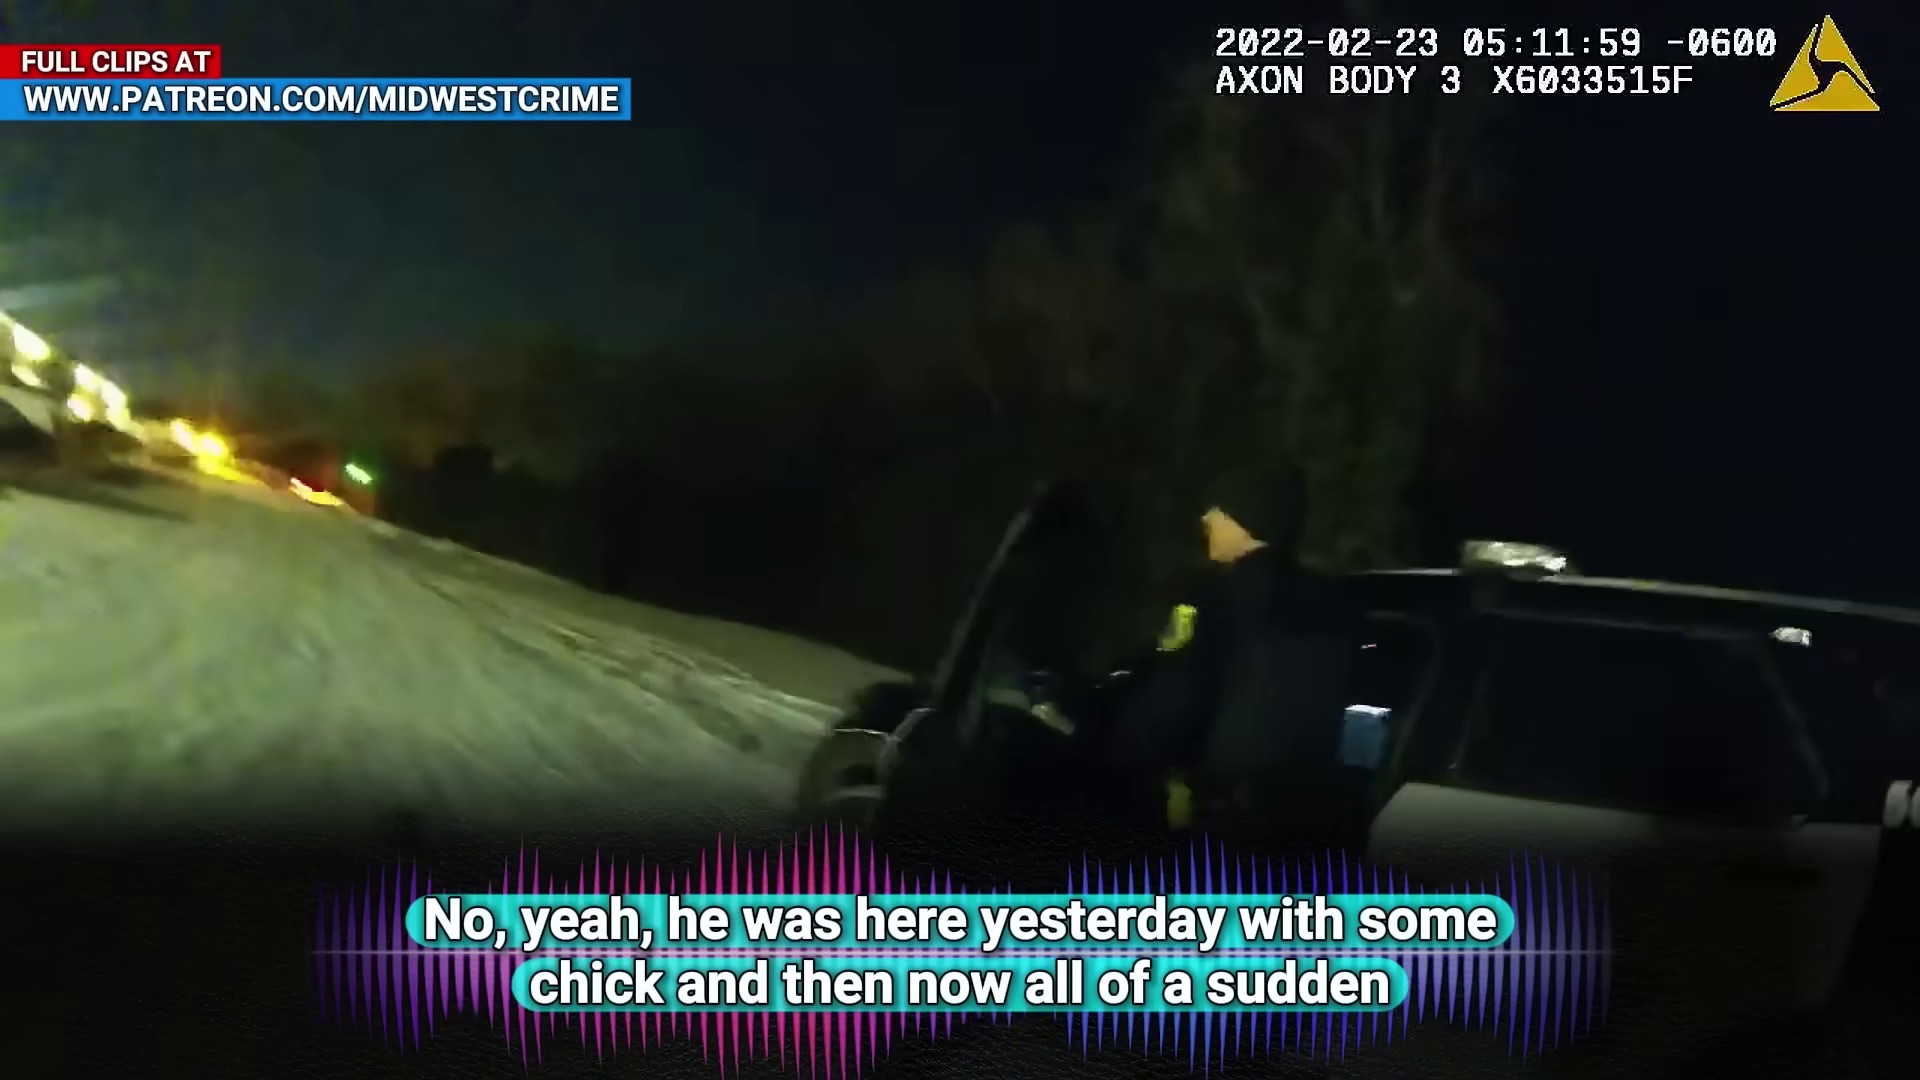 FULL CLIPS AT
WWW.PATREON.COM/MIDWESTCRIME
2022-02-23 05:11:59 -0600
AXON BODY 3 X6033515F
No, yeah, he was here yesterday with some
chick and then now all of a sudden